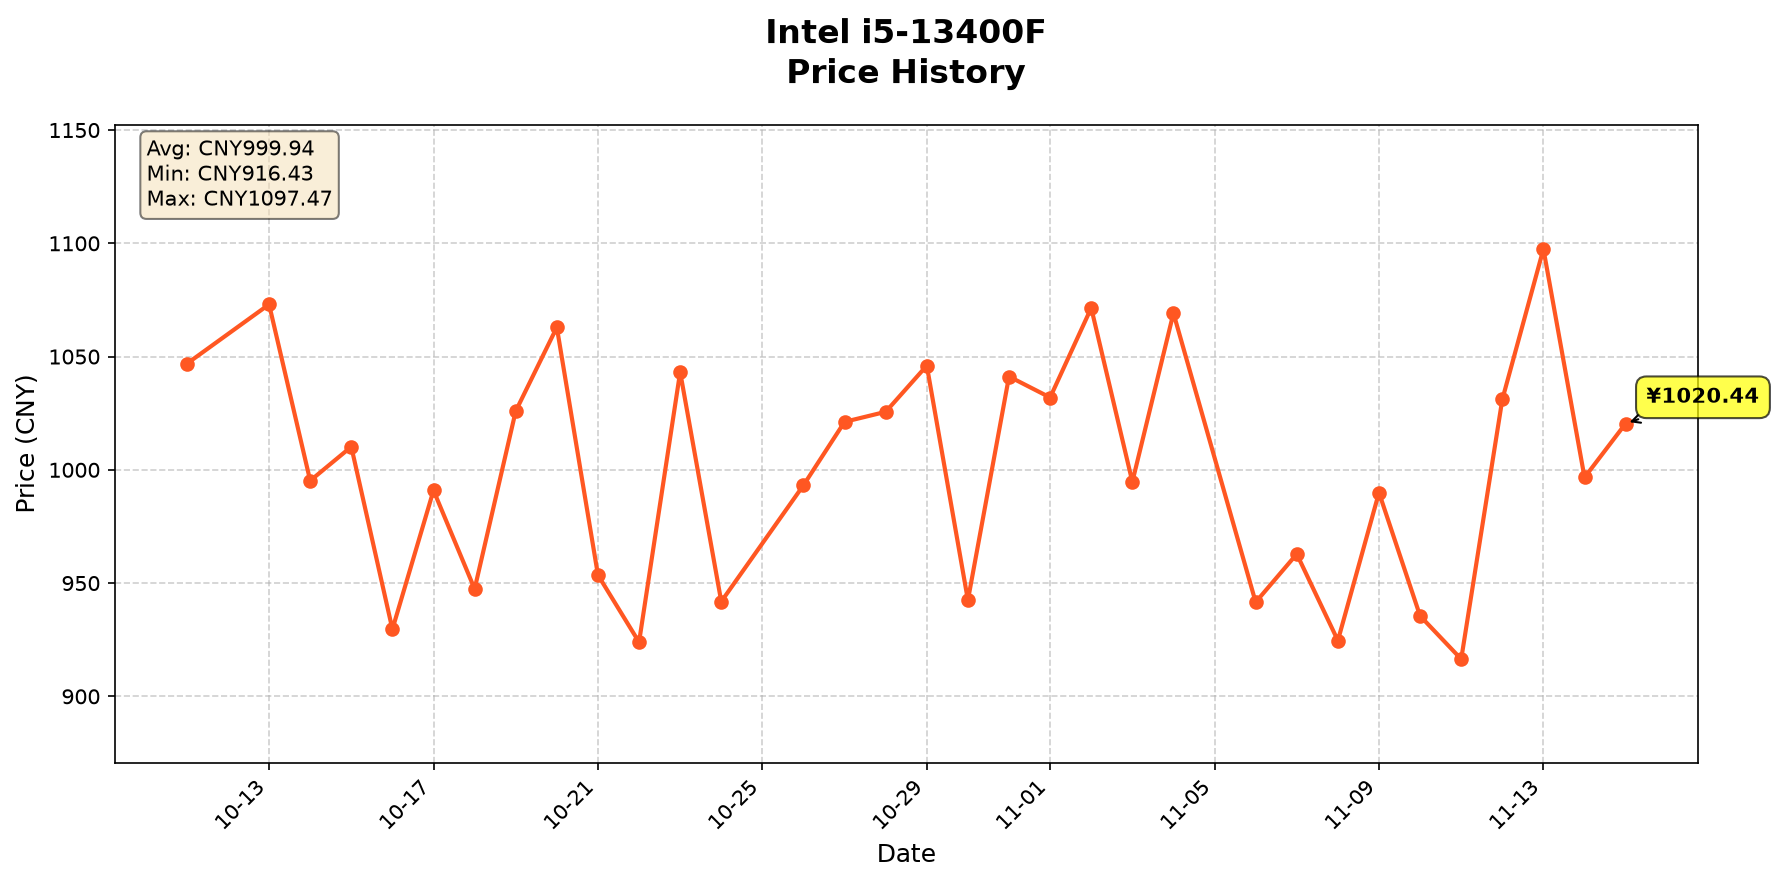 Intel i5-13400F
Price History
Avg: CNY999.94
Min: CNY916.43
Max: CNY1097.47
1150
1100
1050
1000
950
900
Price (CNY)
¥1020.44
10-13
10-17
10-21
10-25
10-29
11-01
11-05
11-09
11-13
Date